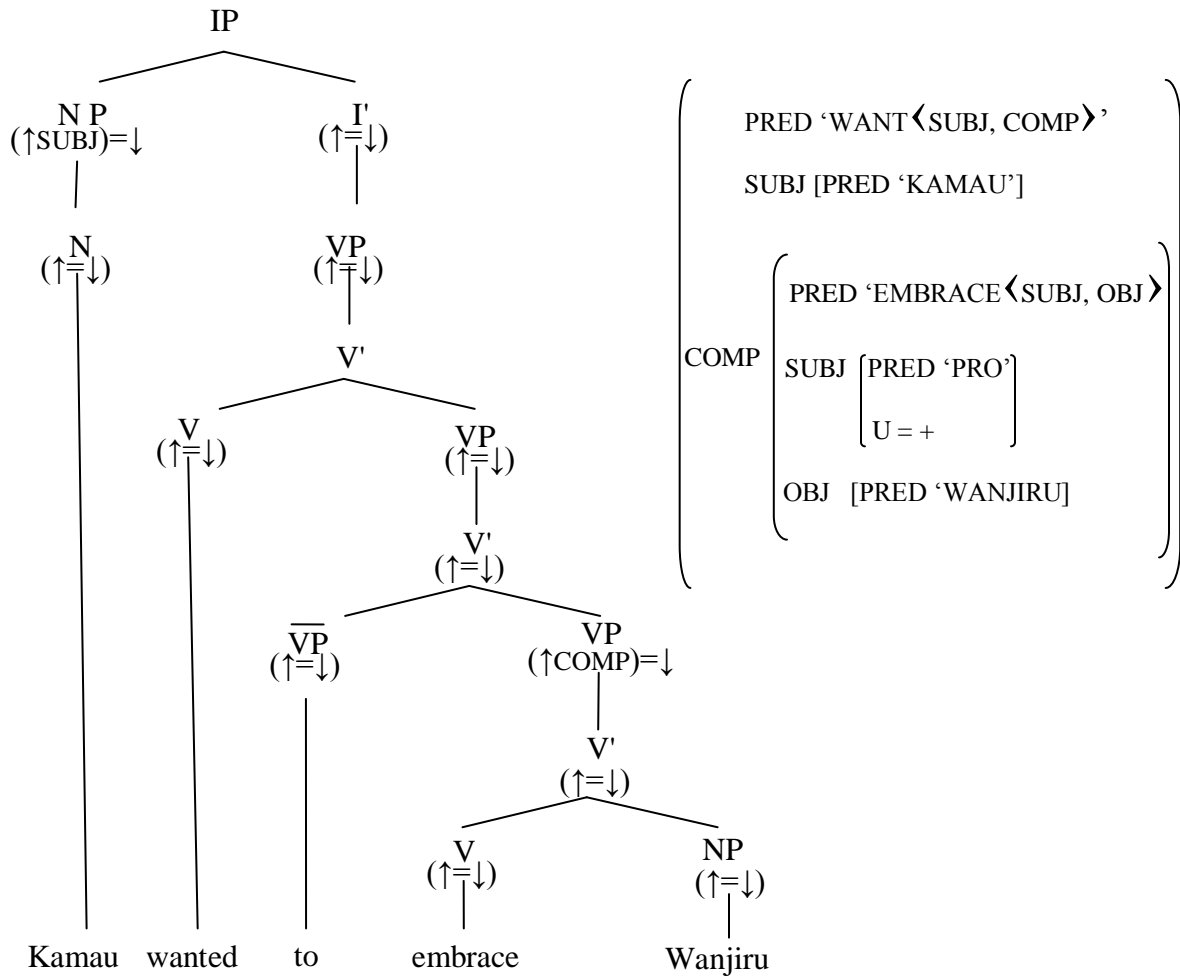 IP
N P
(↑SUBJ)=↓
I'
(↑=↓)
PRED ‘WANT⟨SUBJ, COMP⟩’
SUBJ [PRED ‘KAMAU’]
N
(↑=↓)
VP
(↑=↓)
PRED ‘EMBRACE⟨SUBJ, OBJ⟩
COMP
SUBJ [PRED ‘PRO’
U = +]
OBJ [PRED ‘WANJIRU]
V'
V
(↑=↓)
VP
(↑=↓)
V'
(↑=↓)
V̅P̅
(↑=↓)
VP
(↑COMP)=↓
V'
(↑=↓)
V
(↑=↓)
NP
(↑=↓)
Kamau wanted to embrace Wanjiru